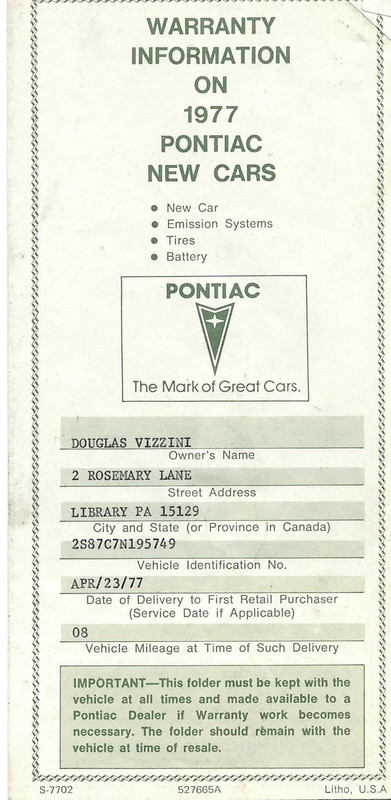 WARRANTY
INFORMATION
ON
1977
PONTIAC
NEW CARS
• New Car
• Emission Systems
• Tires
• Battery
PONTIAC
The Mark of Great Cars.
DOUGLAS VIZZINI
Owner's Name
2 ROSEMARY LANE
Street Address
LIBRARY PA 15129
City and State (or Province in Canada)
2S87C7N195749
Vehicle Identification No.
APR/23/77
Date of Delivery to First Retail Purchaser
(Service Date if Applicable)
08
Vehicle Mileage at Time of Such Delivery
IMPORTANT—This folder must be kept with the
vehicle at all times and made available to a
Pontiac Dealer if Warranty work becomes
necessary. The folder should remain with the
vehicle at time of resale.
S-7702 527665A Litho, U.S.A